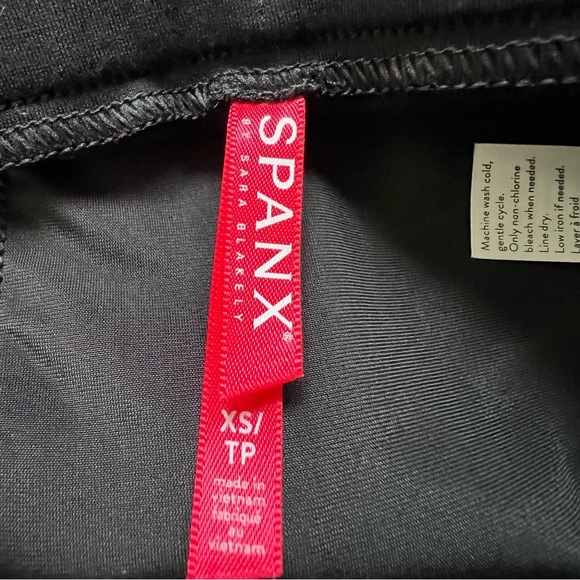 SPANX®
BY SARA BLAKELY
XS/
TP
made in
vietnam
fabriqué
au
vietnam
Machine wash cold,
gentle cycle.
Only non-chlorine
bleach when needed.
Line dry.
Low iron if needed.
Laver à froid